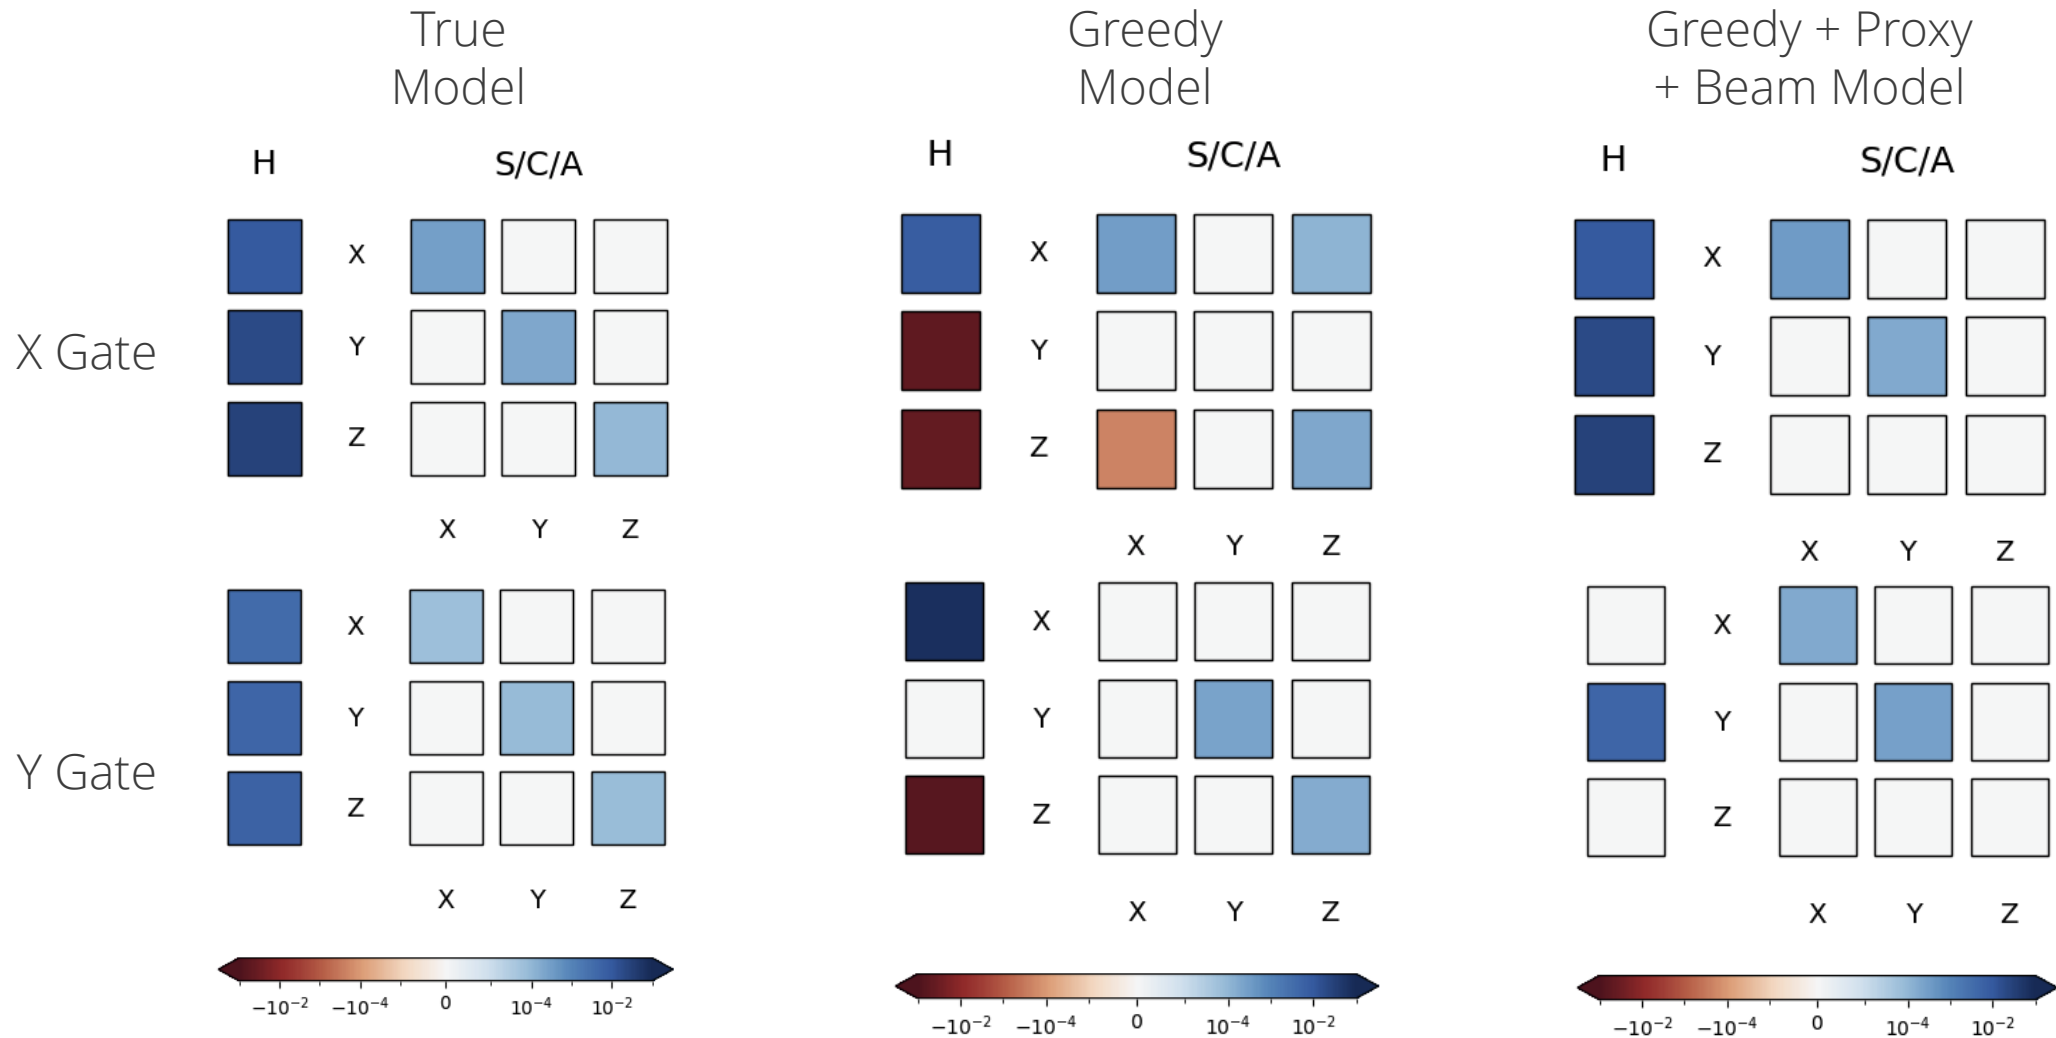 True
Model
Greedy
Model
Greedy + Proxy
+ Beam Model
H S/C/A
H S/C/A
H S/C/A
X Gate
X
Y
Z
X Y Z
X
Y
Z
X Y Z
X
Y
Z
X Y Z
Y Gate
X
Y
Z
X Y Z
X
Y
Z
X Y Z
X
Y
Z
X Y Z
−10⁻² −10⁻⁴ 0 10⁻⁴ 10⁻²
−10⁻² −10⁻⁴ 0 10⁻⁴ 10⁻²
−10⁻² −10⁻⁴ 0 10⁻⁴ 10⁻²